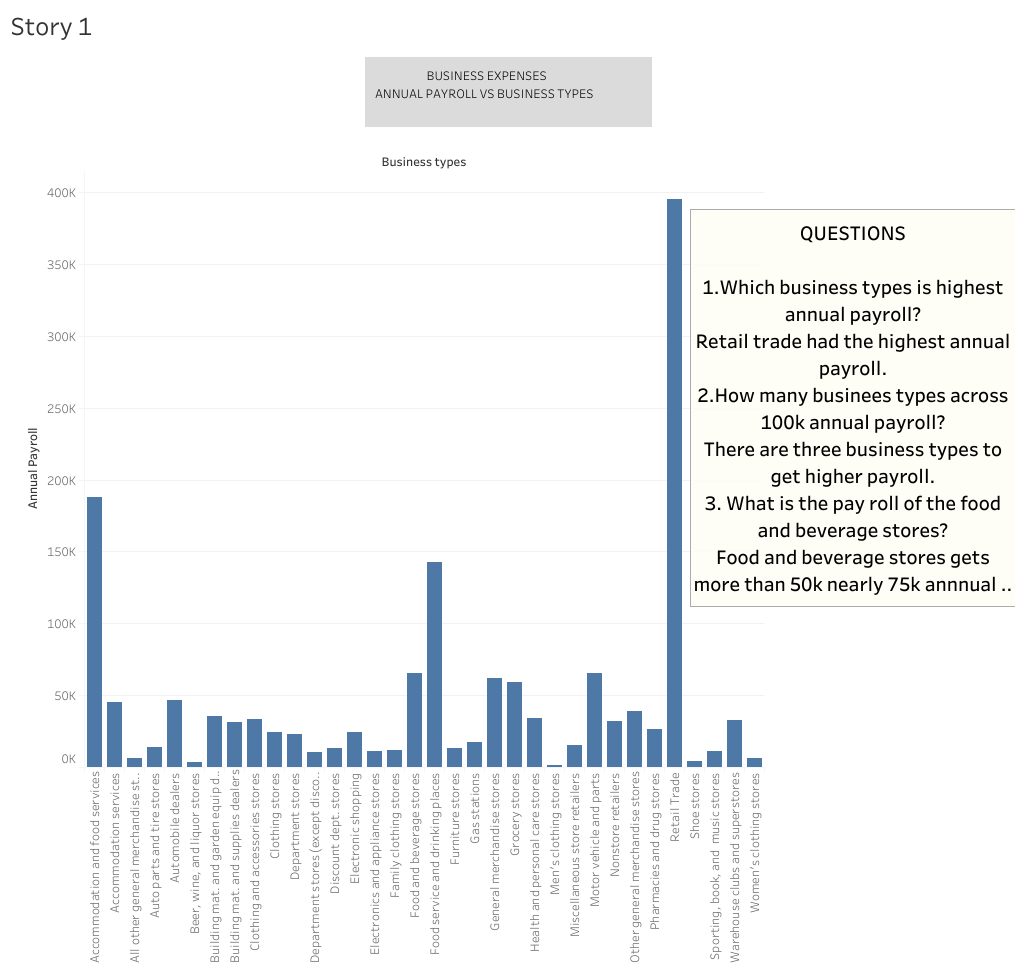 Story 1
BUSINESS EXPENSES
ANNUAL PAYROLL VS BUSINESS TYPES
Business types
400K
350K
300K
250K
200K
150K
100K
50K
0K
Annual Payroll
Accommodation and food services
Accommodation services
All other general merchandise st..
Auto parts and tire stores
Automobile dealers
Beer, wine, and liquor stores
Building mat. and garden equip d..
Building mat. and supplies dealers
Clothing and accessories stores
Clothing stores
Department stores
Department stores (except disco..
Discount dept. stores
Electronic shopping
Electronics and appliance stores
Family clothing stores
Food and beverage stores
Food service and drinking places
Furniture stores
Gas stations
General merchandise stores
Grocery stores
Health and personal care stores
Men's clothing stores
Miscellaneous store retailers
Motor vehicle and parts
Nonstore retailers
Other general merchandise stores
Pharmacies and drug stores
Retail Trade
Shoe stores
Sporting, book, and music stores
Warehouse clubs and superstores
Women's clothing stores
QUESTIONS
1.Which business types is highest
annual payroll?
Retail trade had the highest annual
payroll.
2.How many businees types across
100k annual payroll?
There are three business types to
get higher payroll.
3. What is the pay roll of the food
and beverage stores?
Food and beverage stores gets
more than 50k nearly 75k annnual ..